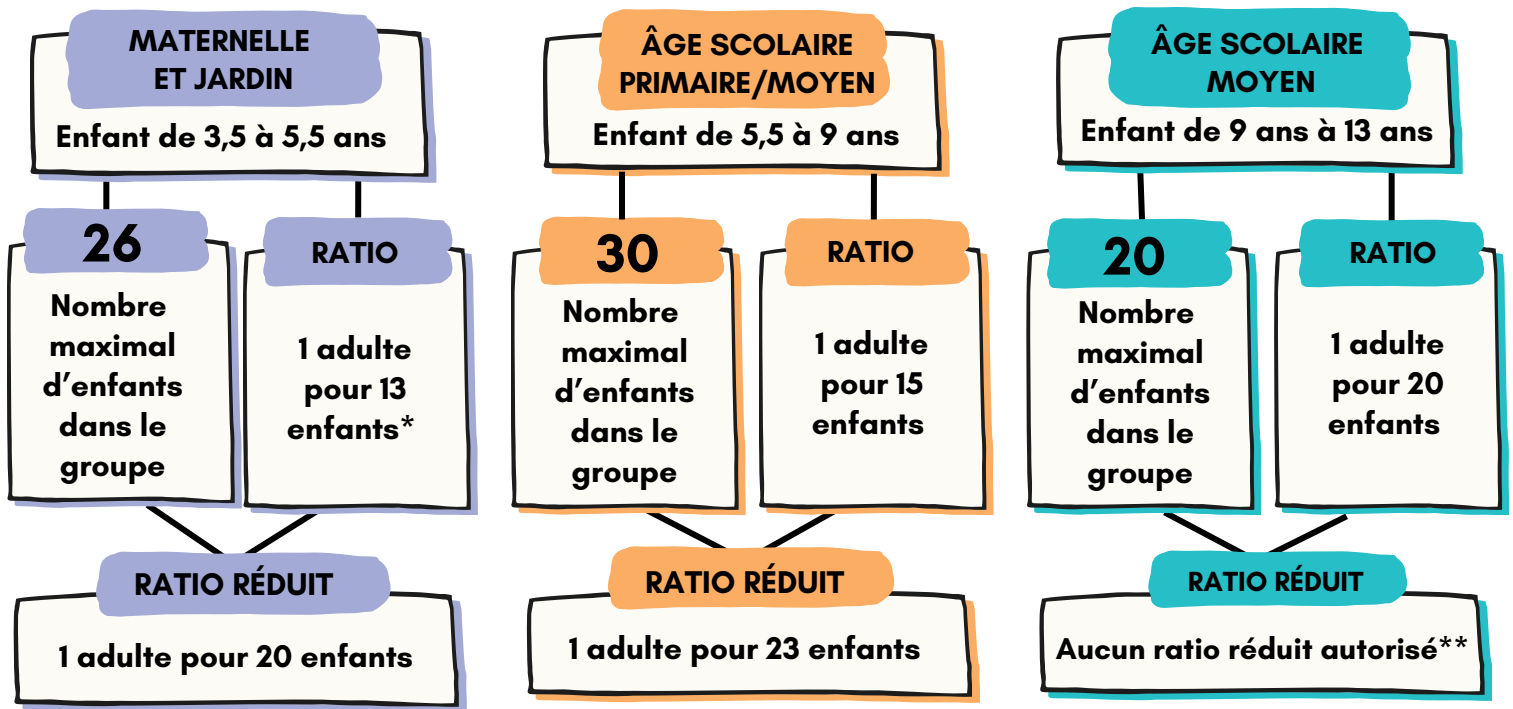 MATERNELLE
ET JARDIN
Enfant de 3,5 à 5,5 ans
26
Nombre
maximal
d’enfants
dans le
groupe
RATIO
1 adulte
pour 13
enfants*
RATIO RÉDUIT
1 adulte pour 20 enfants
ÂGE SCOLAIRE
PRIMAIRE/MOYEN
Enfant de 5,5 à 9 ans
30
Nombre
maximal
d’enfants
dans le
groupe
RATIO
1 adulte
pour 15
enfants
RATIO RÉDUIT
1 adulte pour 23 enfants
ÂGE SCOLAIRE
MOYEN
Enfant de 9 ans à 13 ans
20
Nombre
maximal
d’enfants
dans le
groupe
RATIO
1 adulte
pour 20
enfants
RATIO RÉDUIT
Aucun ratio réduit autorisé**